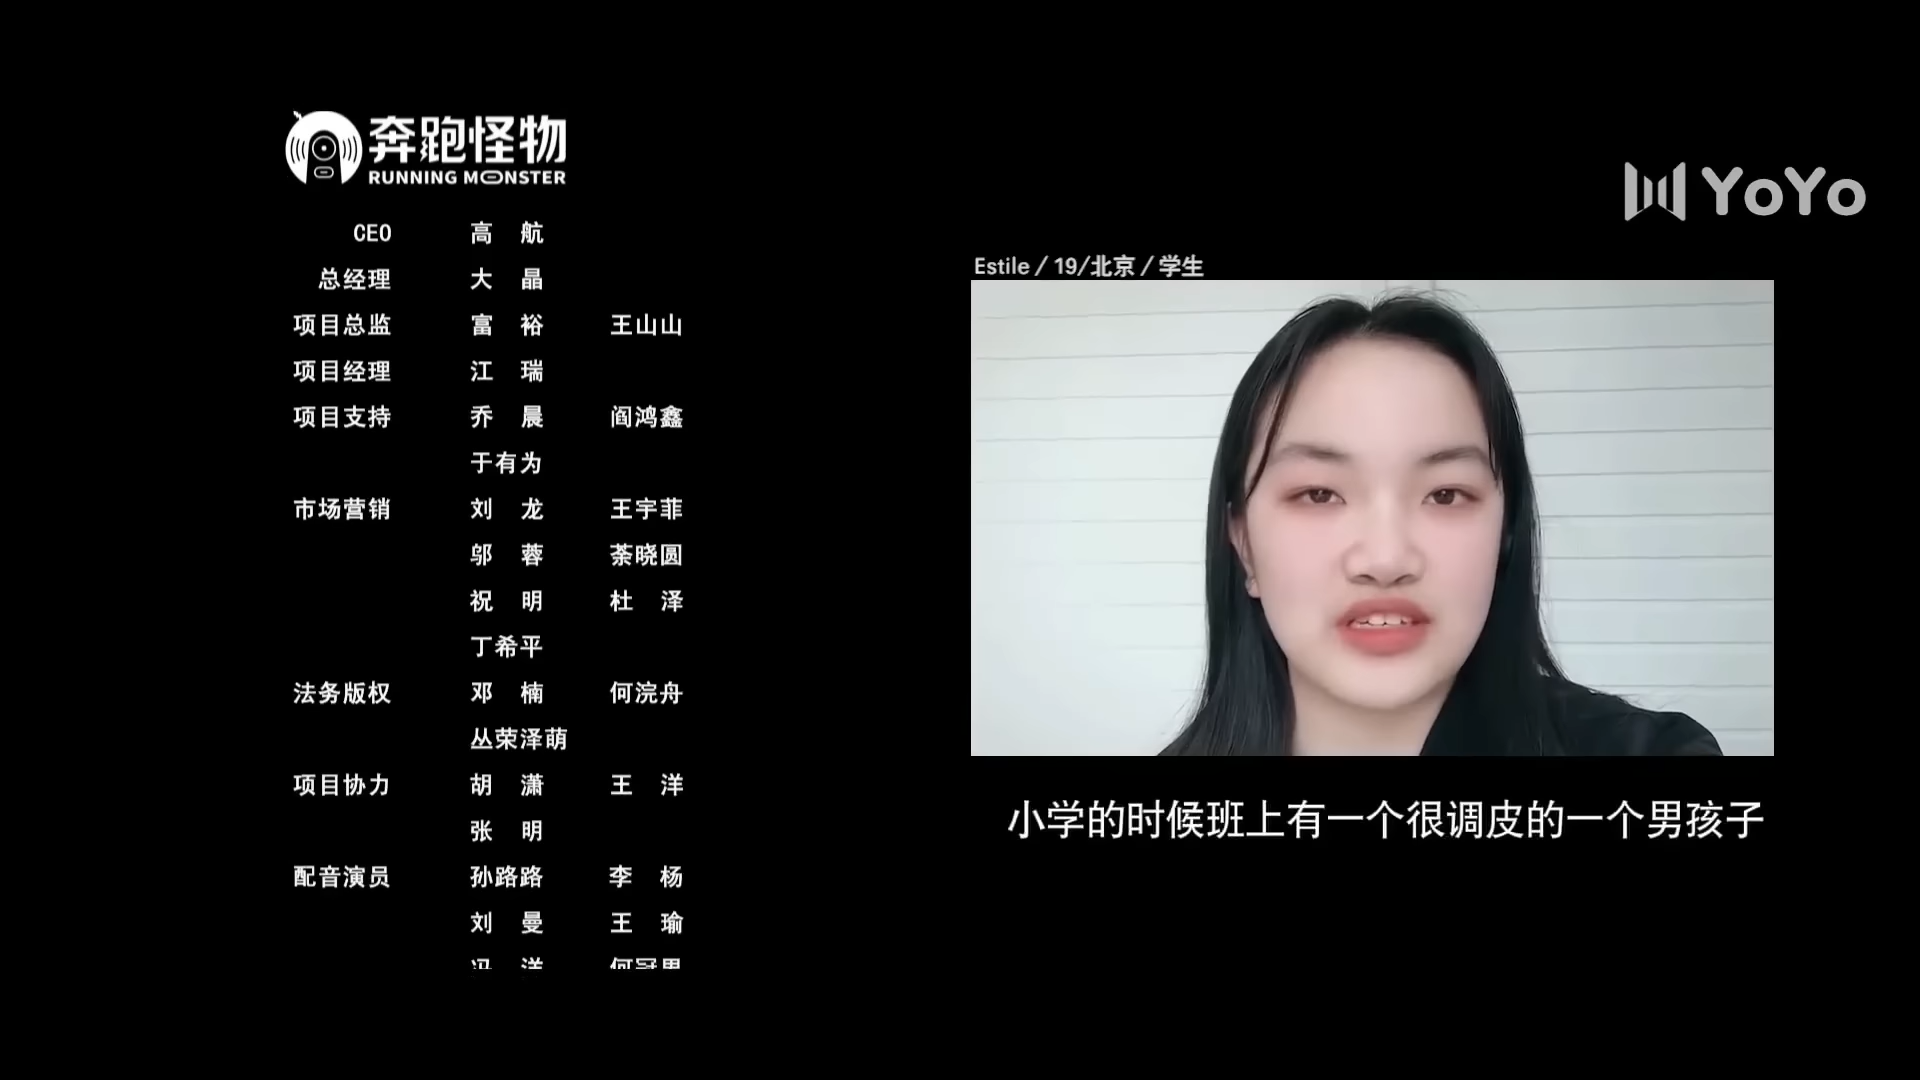 奔跑怪物
RUNNING MONSTER
CEO 高 航
总经理 大 晶
项目总监 富 裕 王山山
项目经理 江 瑞
项目支持 乔 晨 阎鸿鑫
于有为
市场营销 刘 龙 王宇菲
邬 蓉 荼晓圆
祝 明 杜 泽
丁希平
法务版权 邓 楠 何浣舟
丛荣泽萌
项目协力 胡 潇 王 洋
张 明
配音演员 孙路路 李 杨
刘 曼 王 瑜
YoYo
Estile / 19/北京 / 学生
小学的时候班上有一个很调皮的一个男孩子